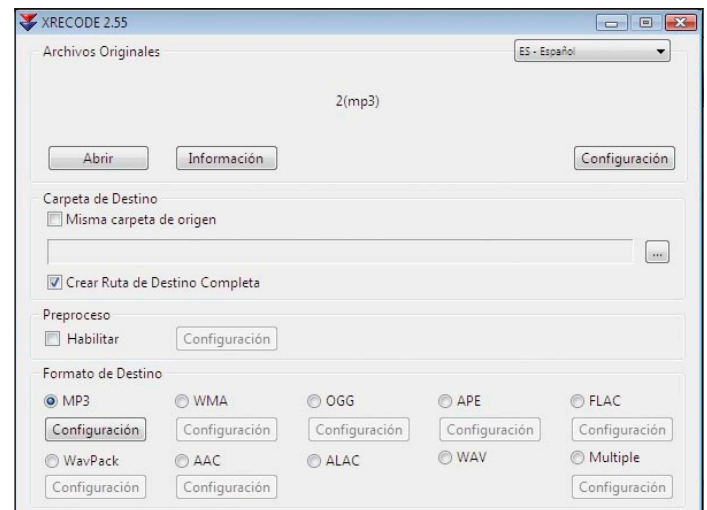 XRECODE 2.55
Archivos Originales
ES - Español
2(mp3)
Abrir Información Configuración
Carpeta de Destino
Misma carpeta de origen
...
Crear Ruta de Destino Completa
Preproceso
Habilitar Configuración
Formato de Destino
MP3 WMA OGG APE FLAC
Configuración Configuración Configuración Configuración Configuración
WavPack AAC ALAC WAV Multiple
Configuración Configuración Configuración